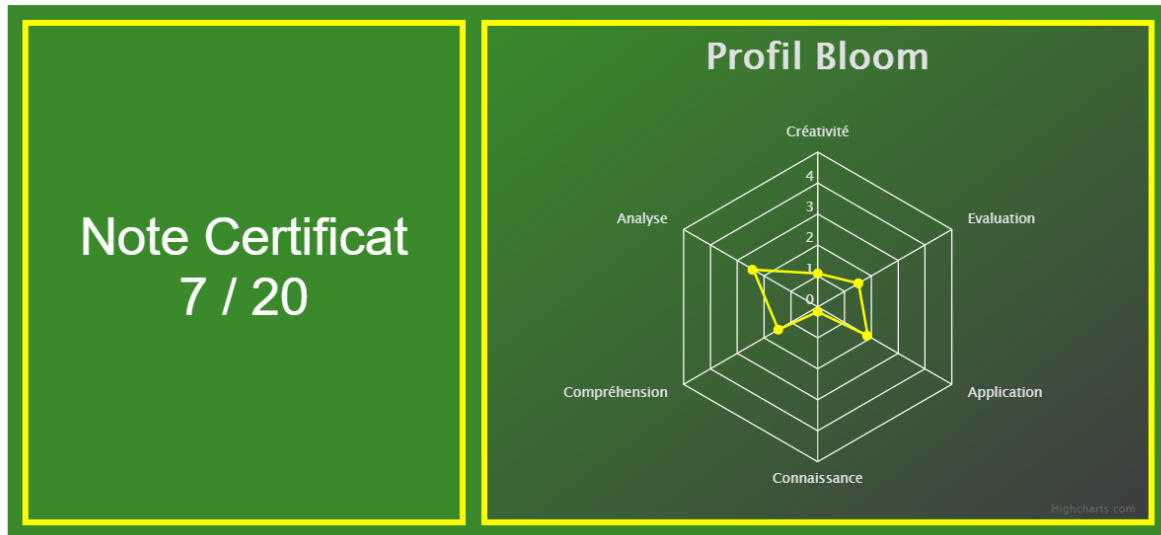 Note Certificat
7 / 20
Profil Bloom
Créativité
4
3
2
1
0
Analyse
Evaluation
Compréhension
Application
Connaissance
Highcharts.com